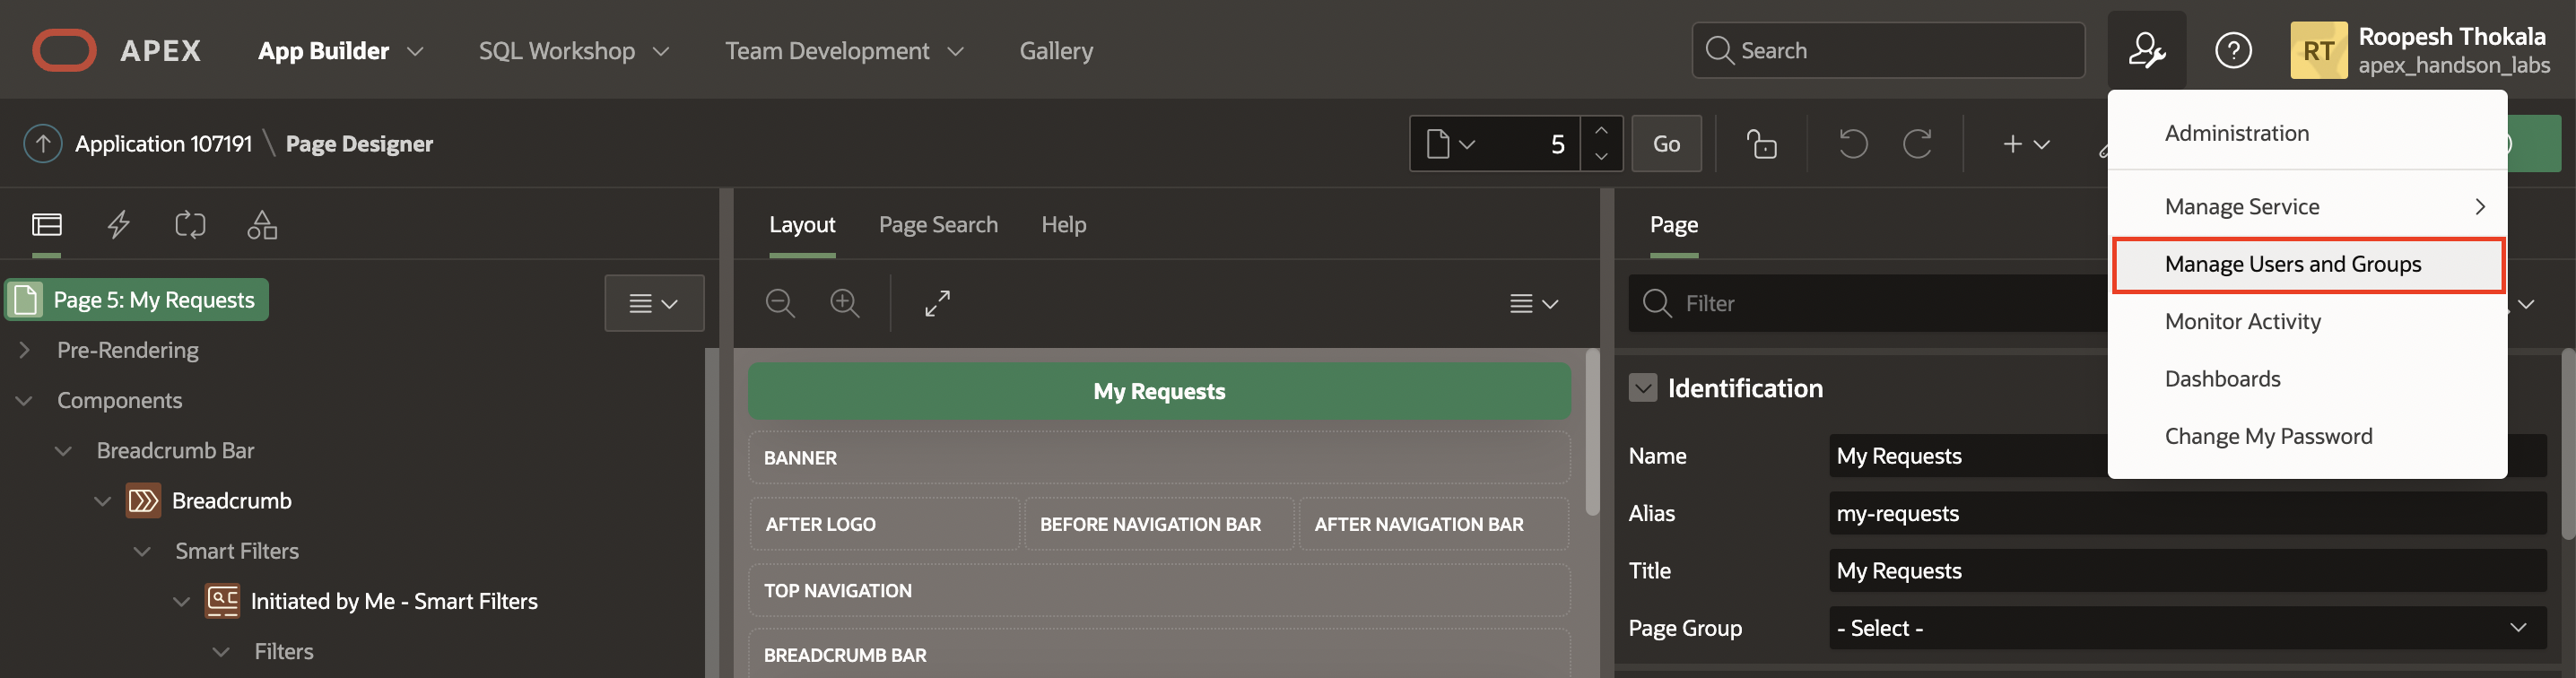 APEX
App Builder
SQL Workshop
Team Development
Gallery
Search
RT
Roopesh Thokala
apex_handson_labs
Application 107191 \ Page Designer
5
Go
Administration
Manage Service
Manage Users and Groups
Monitor Activity
Dashboards
Change My Password
Page 5: My Requests
Pre-Rendering
Components
Breadcrumb Bar
Breadcrumb
Smart Filters
Initiated by Me - Smart Filters
Filters
Layout
Page Search
Help
My Requests
BANNER
AFTER LOGO
BEFORE NAVIGATION BAR
AFTER NAVIGATION BAR
TOP NAVIGATION
BREADCRUMB BAR
Page
Filter
Identification
Name
My Requests
Alias
my-requests
Title
My Requests
Page Group
- Select -